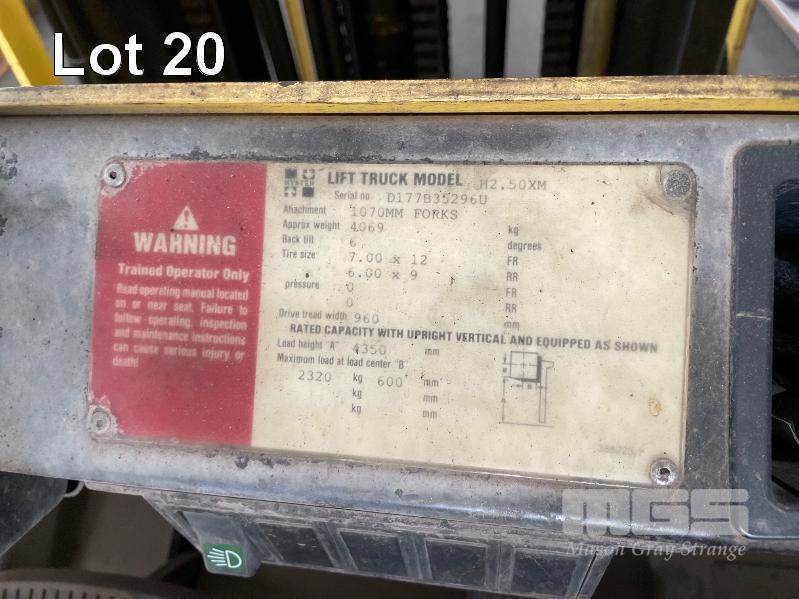 Lot 20
WARNING
Trained Operator Only
Read operating manual located
on or near seat. Failure to
follow operating, inspection
and maintenance instructions
can cause serious injury or
death!
HYSTER
LIFT TRUCK MODEL H2.50XM
Serial no. D177B35296U
Attachment 1070MM FORKS
Approx weight 4069 kg
Back tilt 6 degrees
Tire size 7.00 x 12 FR
6.00 x 9 RR
pressure 0 FR
0 RR
Drive tread width 960 mm
RATED CAPACITY WITH UPRIGHT VERTICAL AND EQUIPPED AS SHOWN
Load height "A" 4350 mm
Maximum load at load center "B"
2320 kg 600 mm
kg mm
kg mm
MGS
Mason Gray Strange